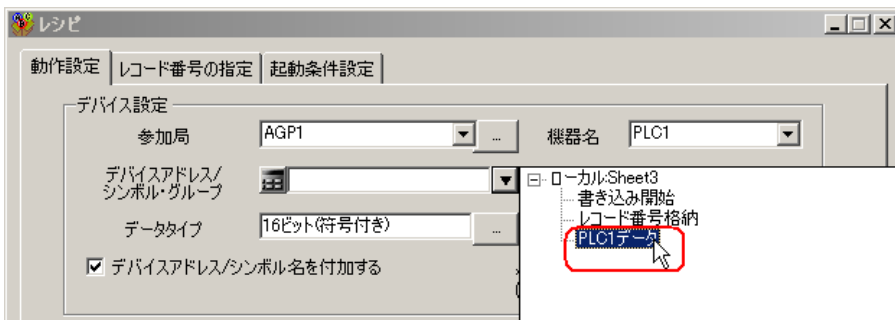 レシピ
動作設定 レコード番号の指定 起動条件設定
デバイス設定
参加局 AGP1 ... 機器名 PLC1
デバイスアドレス/
シンボル・グループ
ローカル:Sheet3
書き込み開始
レコード番号格納
PLC1データ
データタイプ 16ビット(符号付き) ...
デバイスアドレス/シンボル名を付加する